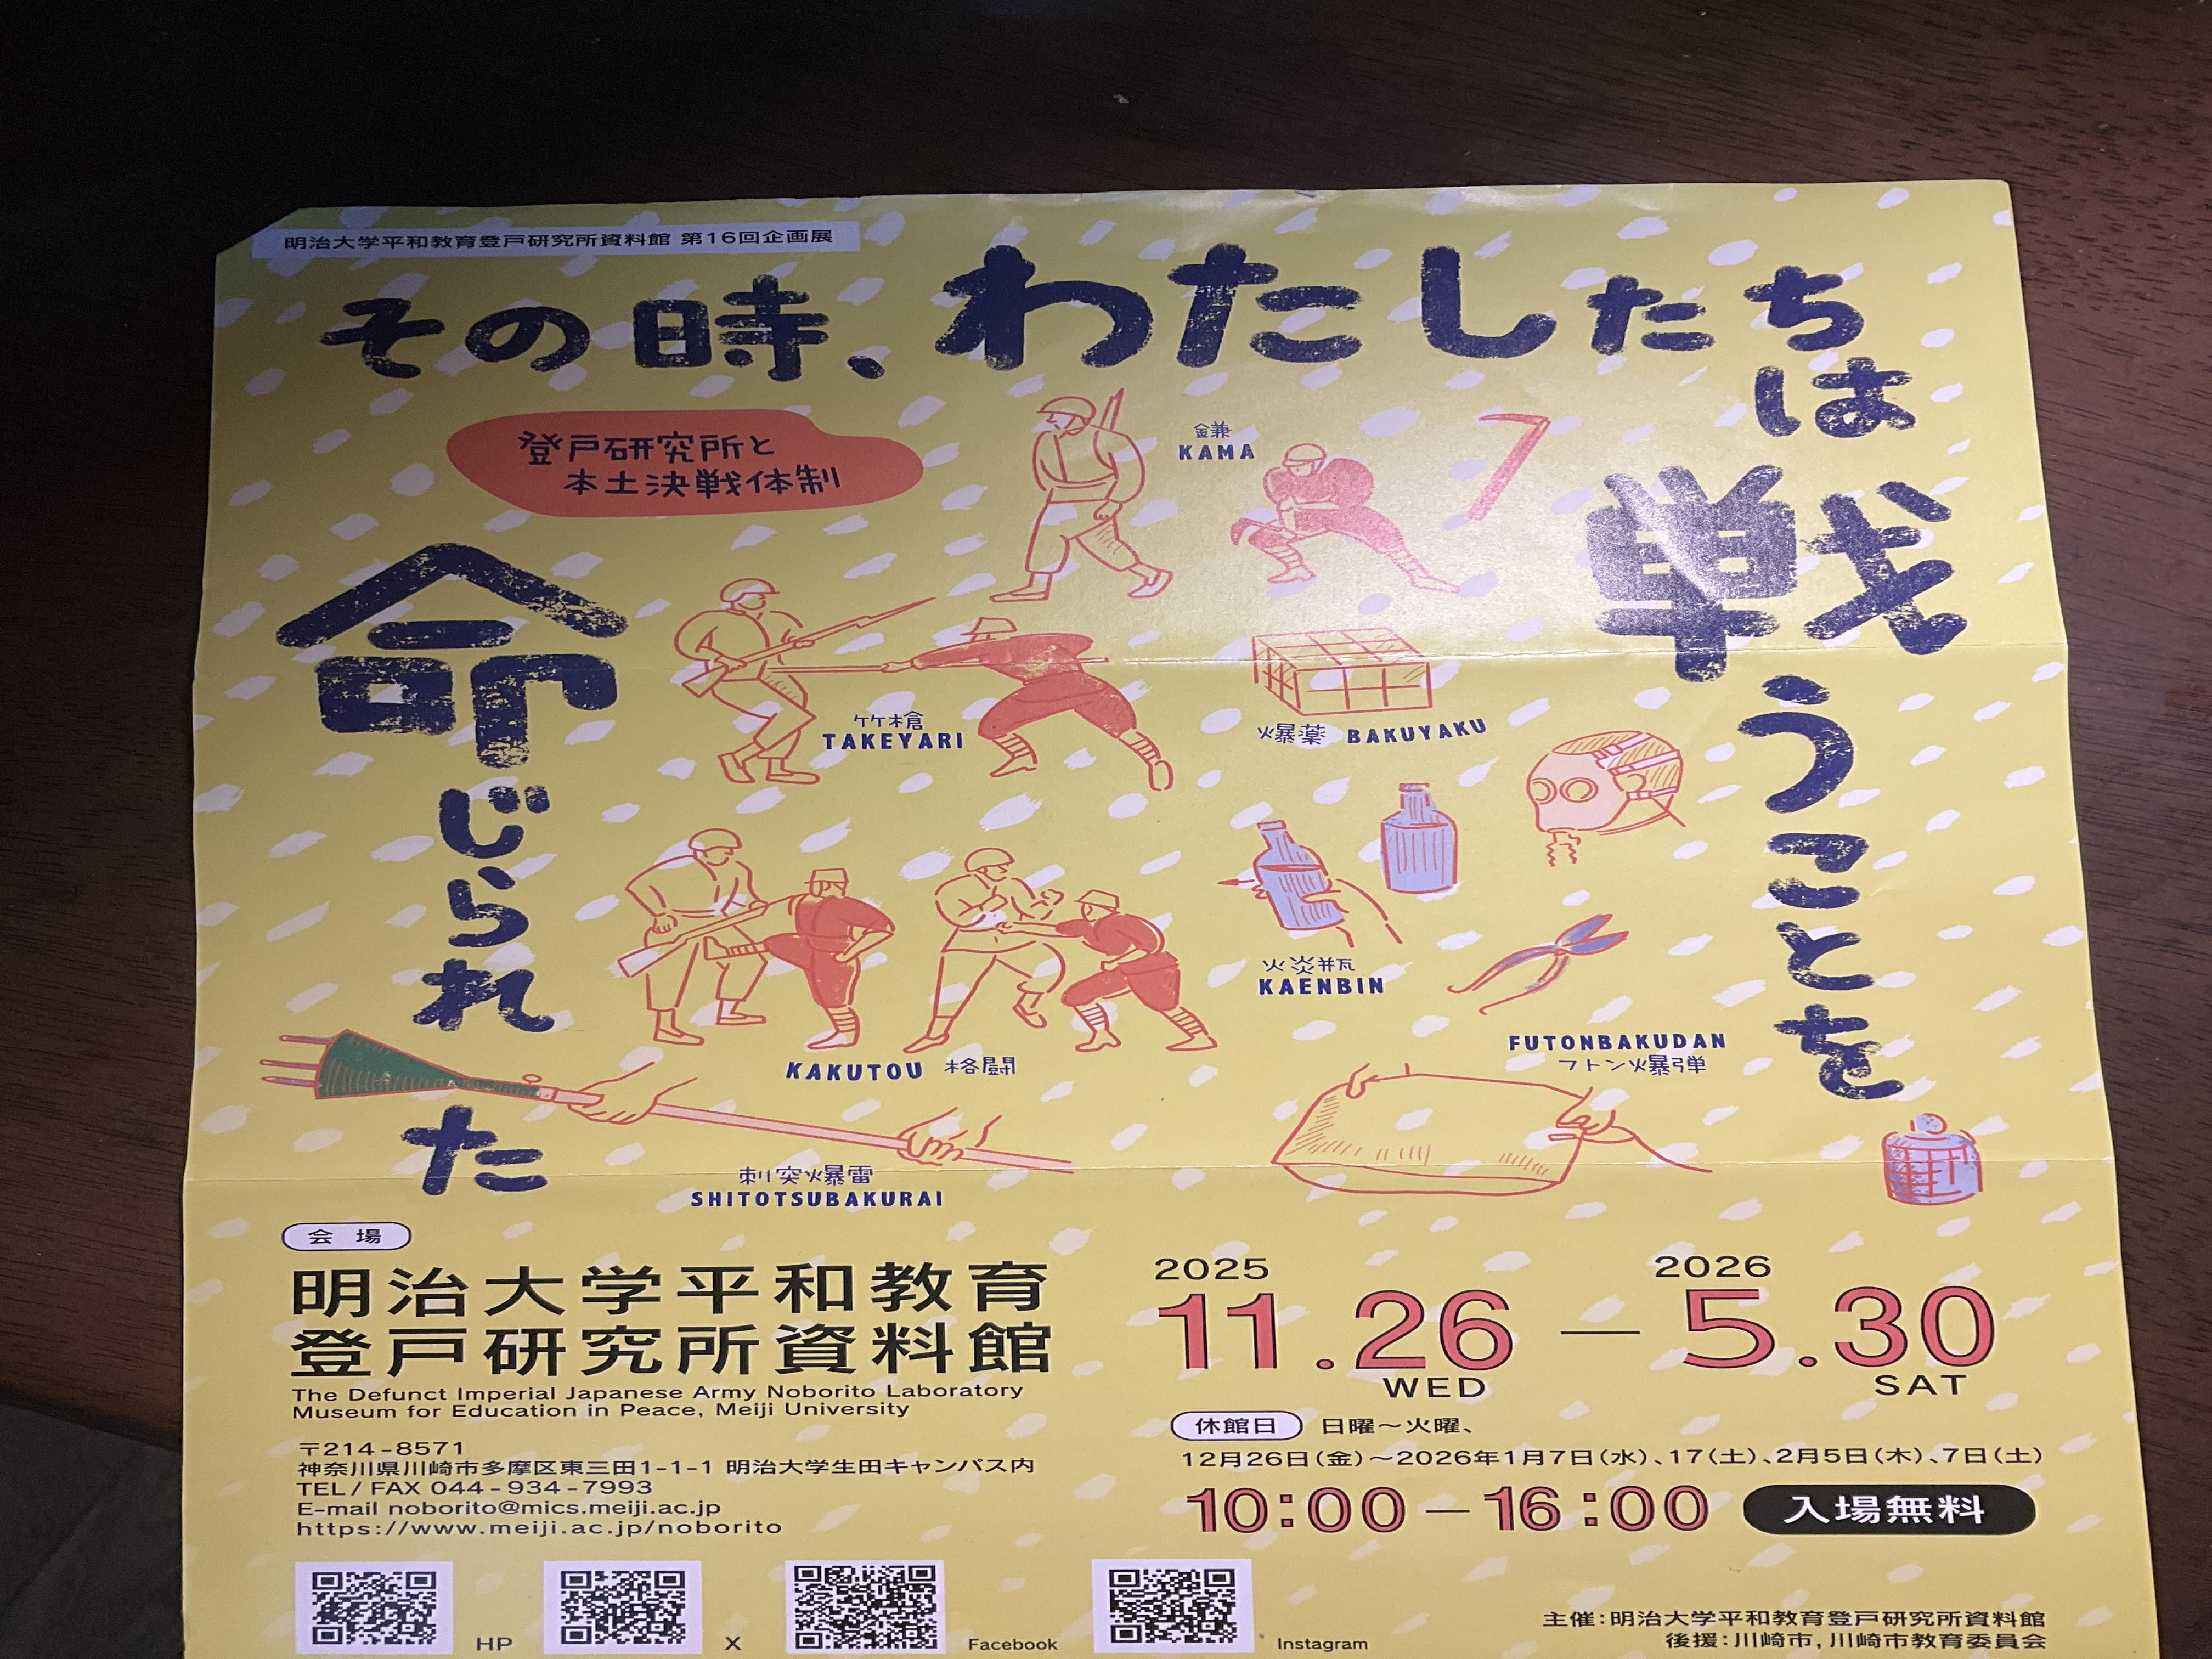 明治大学平和教育登戸研究所資料館 第16回企画展
その時、わたしたちは
戦うことを
命じられた
登戸研究所と
本土決戦体制
鎌
KAMA
竹槍
TAKEYARI
爆薬 BAKUYAKU
火炎瓶
KAENBIN
KAKUTOU 格闘
FUTONBAKUDAN
フトン爆弾
刺突爆雷
SHITOTSUBAKURAI
会場
明治大学平和教育
登戸研究所資料館
The Defunct Imperial Japanese Army Noborito Laboratory
Museum for Education in Peace, Meiji University
〒214-8571
神奈川県川崎市多摩区東三田1-1-1 明治大学生田キャンパス内
TEL/FAX 044-934-7993
E-mail noborito@mics.meiji.ac.jp
https://www.meiji.ac.jp/noborito
2025
11.26
WED
—
2026
5.30
SAT
休館日 日曜～火曜、
12月26日(金)～2026年1月7日(水)、17(土)、2月5日(木)、7日(土)
10:00—16:00 入場無料
HP
X
Facebook
Instagram
主催:明治大学平和教育登戸研究所資料館
後援:川崎市,川崎市教育委員会